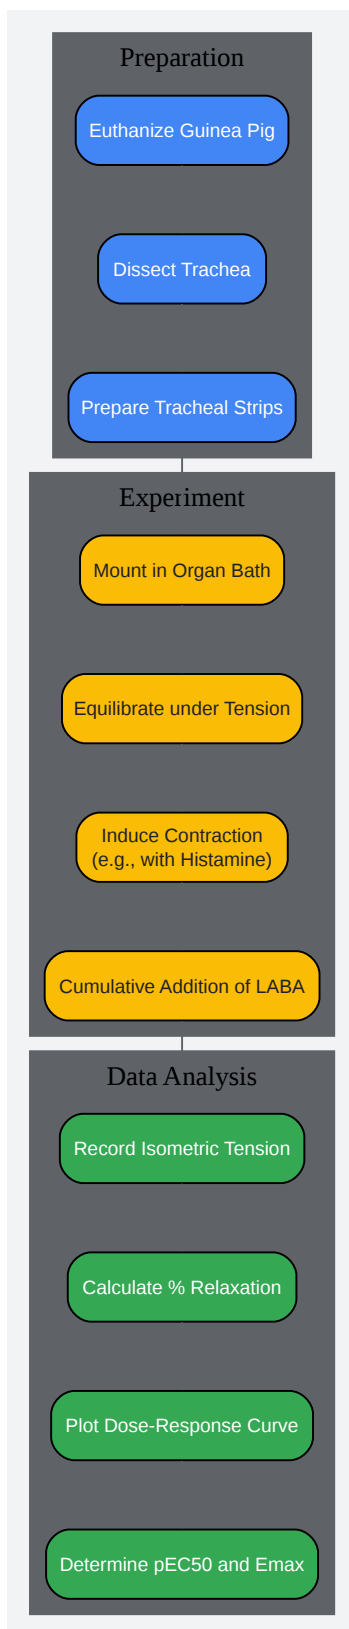 Preparation
Euthanize Guinea Pig
Dissect Trachea
Prepare Tracheal Strips
Experiment
Mount in Organ Bath
Equilibrate under Tension
Induce Contraction
(e.g., with Histamine)
Cumulative Addition of LABA
Data Analysis
Record Isometric Tension
Calculate % Relaxation
Plot Dose-Response Curve
Determine pEC50 and Emax